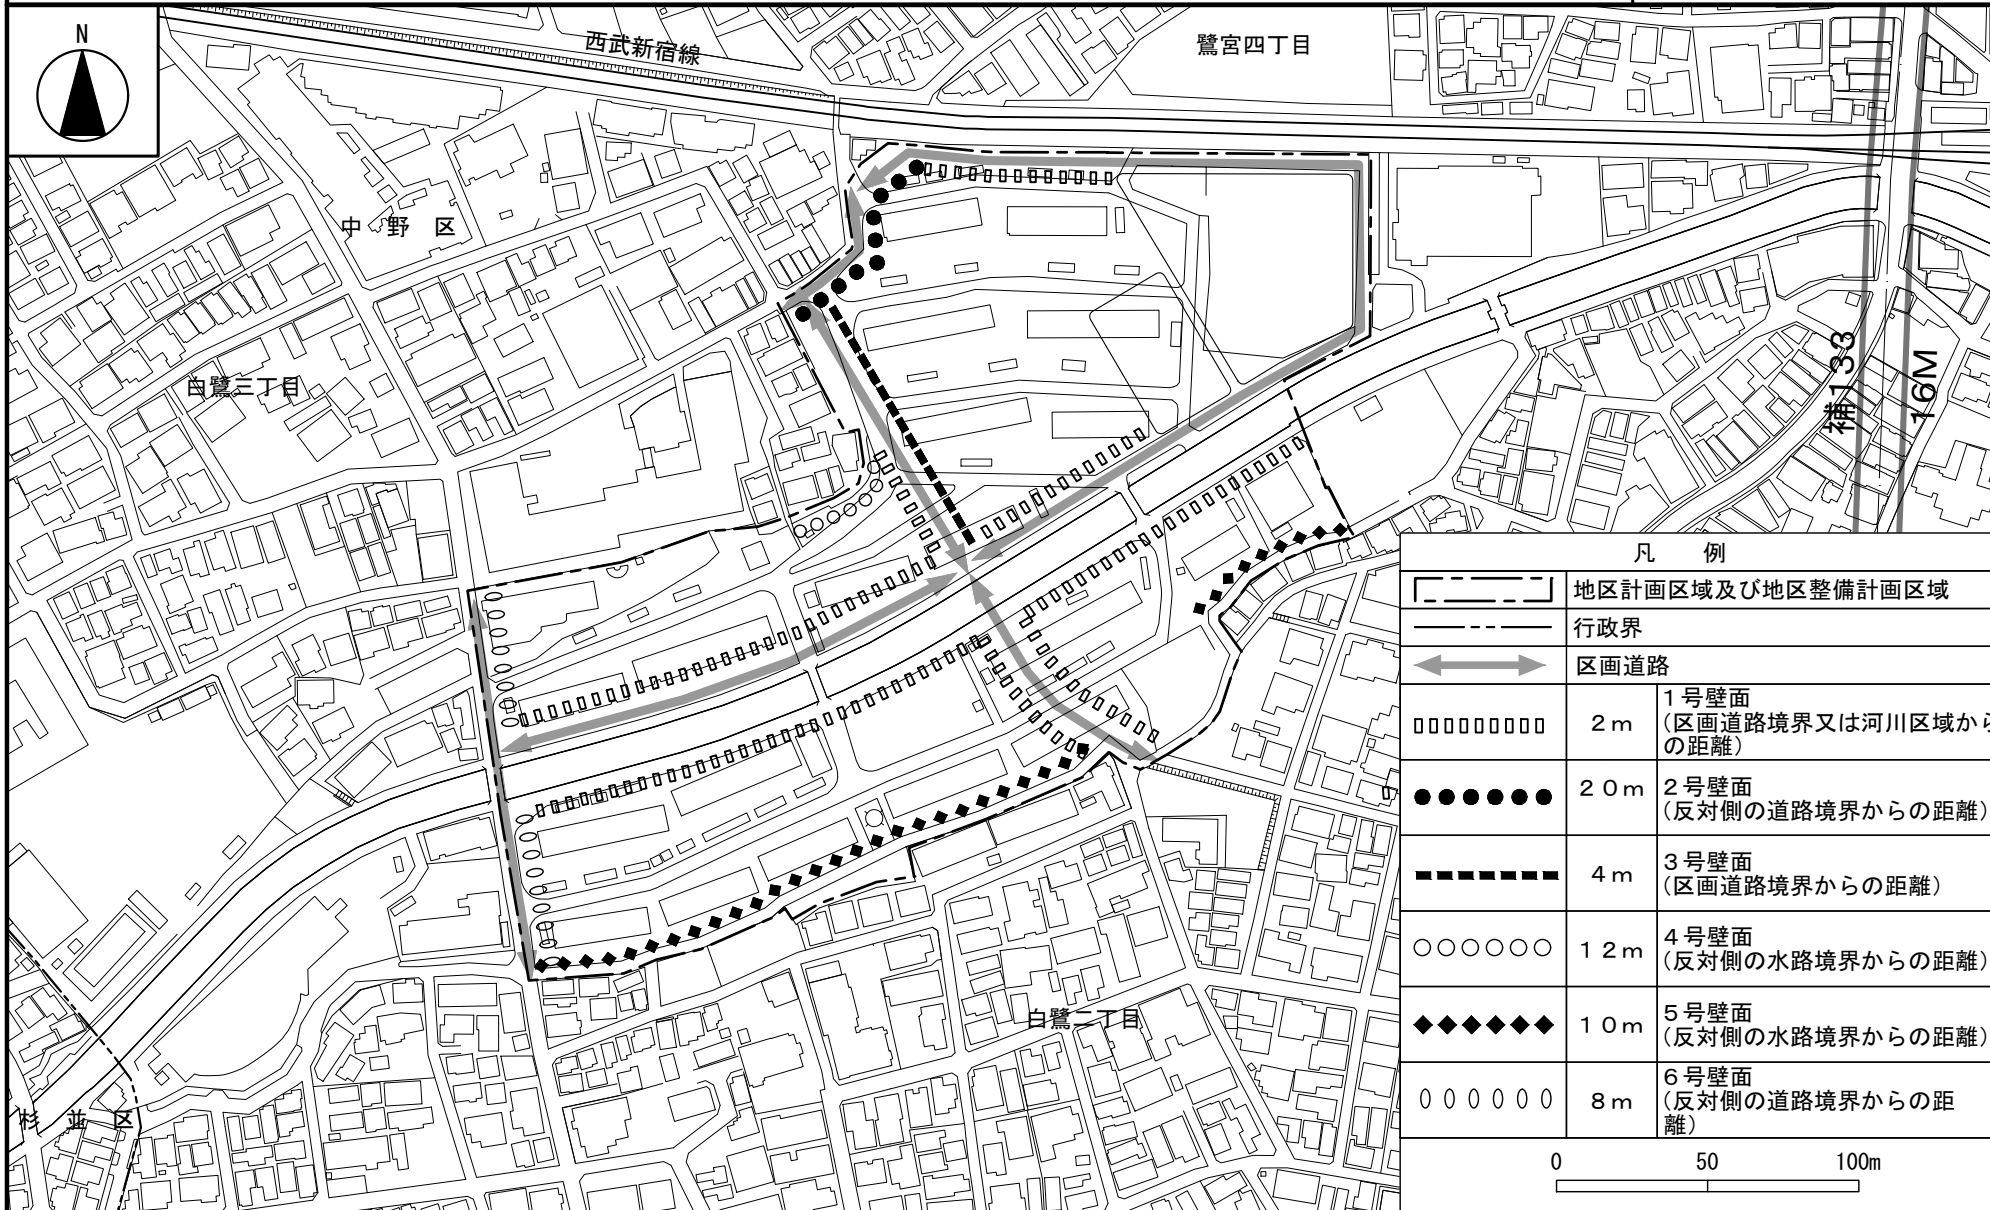 N
西武新宿線
鷺宮四丁目
中野区
白鷺三丁目
補133
16M
白鷺二丁目
杉並区
凡 例
地区計画区域及び地区整備計画区域
行政界
区画道路
2m
1号壁面
(区画道路境界又は河川区域から
の距離)
20m
2号壁面
(反対側の道路境界からの距離)
4m
3号壁面
(区画道路境界からの距離)
12m
4号壁面
(反対側の水路境界からの距離)
10m
5号壁面
(反対側の水路境界からの距離)
8m
6号壁面
(反対側の道路境界からの距
離)
0 50 100m